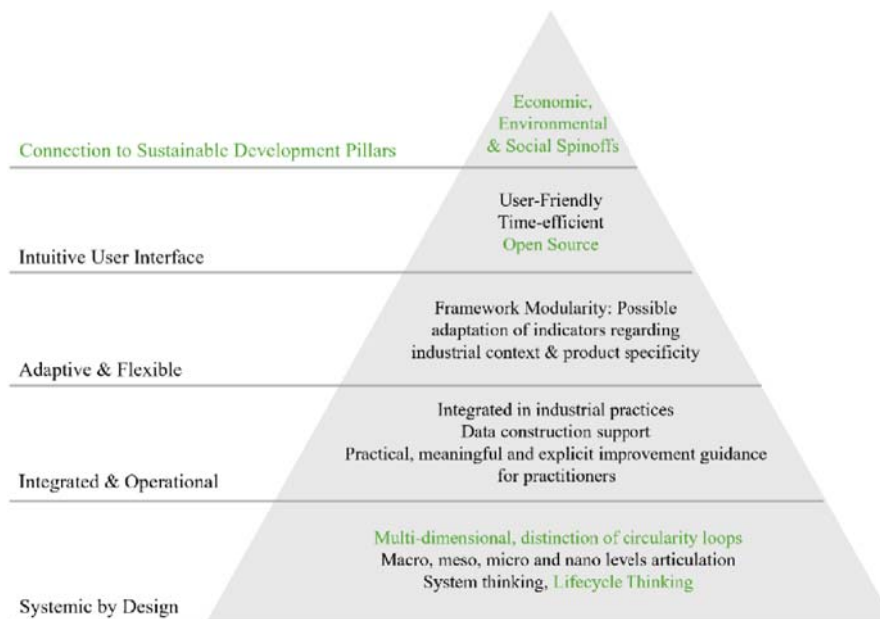 Economic,
Environmental
& Social Spinoffs
Connection to Sustainable Development Pillars
User-Friendly
Time-efficient
Open Source
Intuitive User Interface
Framework Modularity: Possible
adaptation of indicators regarding
industrial context & product specificity
Adaptive & Flexible
Integrated in industrial practices
Data construction support
Practical, meaningful and explicit improvement guidance
for practitioners
Integrated & Operational
Multi-dimensional, distinction of circularity loops
Macro, meso, micro and nano levels articulation
System thinking, Lifecycle Thinking
Systemic by Design